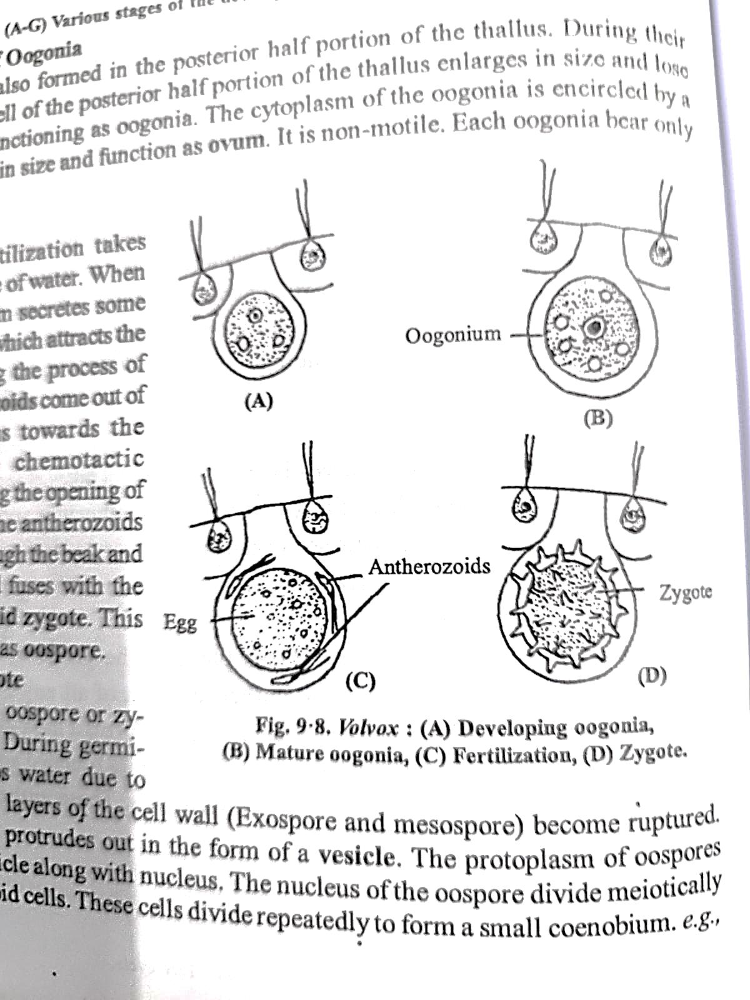 (A-G) Various stages of the
Oogonia
also formed in the posterior half portion of the thallus. During their
ell of the posterior half portion of the thallus enlarges in size and lose
nctioning as oogonia. The cytoplasm of the oogonia is encircled by a
in size and function as ovum. It is non-motile. Each oogonia bear only
tilization takes
of water. When
m secretes some
which attracts the
g the process of
oids come out of
s towards the
chemotactic
g the opening of
he antherozoids
ugh the beak and
fuses with the
id zygote. This
as oospore.
ote
oospore or zy-
During germi-
s water due to
(A)
Oogonium
(B)
Antherozoids
Egg
(C)
Zygote
(D)
Fig. 9·8. Volvox : (A) Developing oogonia,
(B) Mature oogonia, (C) Fertilization, (D) Zygote.
layers of the cell wall (Exospore and mesospore) become ruptured.
protrudes out in the form of a vesicle. The protoplasm of oospores
icle along with nucleus. The nucleus of the oospore divide meiotically
oid cells. These cells divide repeatedly to form a small coenobium. e.g.,